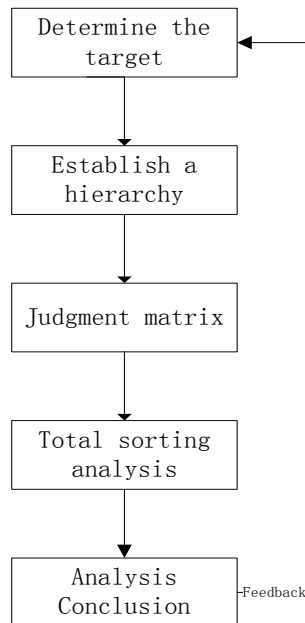 Determine the
target
Establish a
hierarchy
Judgment matrix
Total sorting
analysis
Analysis
Conclusion
Feedback